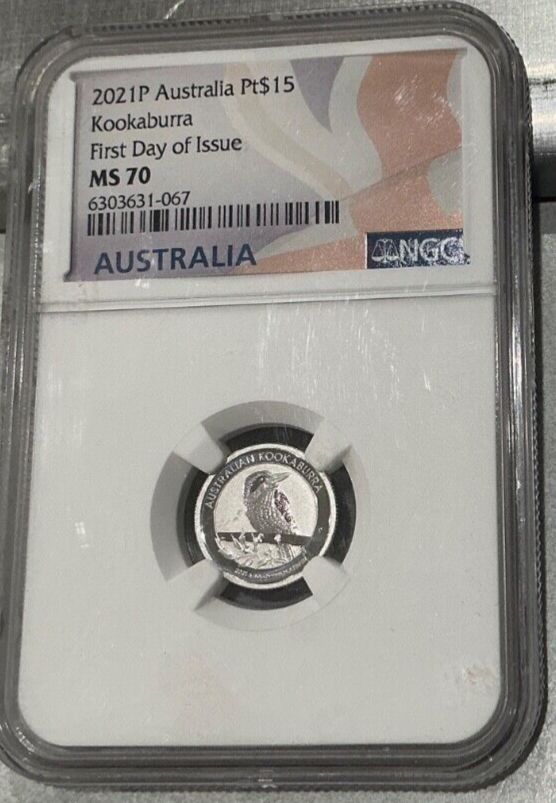 2021P Australia Pt$15
Kookaburra
First Day of Issue
MS 70
6303631-067
AUSTRALIA
NGC
AUSTRALIAN KOOKABURRA